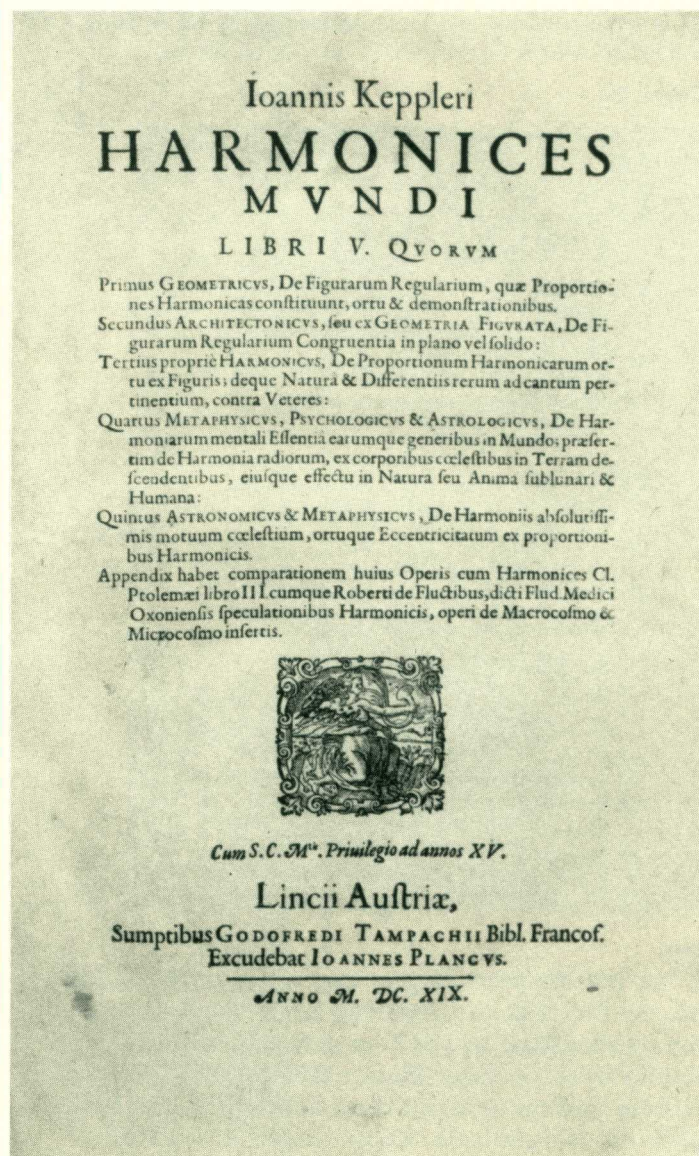 Ioannis Keppleri
HARMONICES
MVNDI
LIBRI V. QVORVM
Primus GEOMETRICVS, De Figurarum Regularium, quæ Proportio-
nes Harmonicas conſtituunt, ortu & demonſtrationibus.
Secundus ARCHITECTONICVS, ſeu ex GEOMETRIA FIGVRATA, De Fi-
gurarum Regularium Congruentia in plano vel ſolido:
Tertius propriè HARMONICVS, De Proportionum Harmonicarum or-
tu ex Figuris; deque Naturâ & Differentiis rerum ad cantum per-
tinentium, contra Veteres:
Quartus METAPHYSICVS, PSYCHOLOGICVS & ASTROLOGICVS, De Har-
moniarum mentali Eſſentiâ earumque generibus in Mundo; præſer-
tim de Harmonia radiorum, ex corporibus cœleſtibus in Terram de-
ſcendentibus, eiuſque effectu in Natura ſeu Anima ſublunari &
Humana:
Quintus ASTRONOMICVS & METAPHYSICVS, De Harmoniis abſolutiſſi-
mis motuum cœleſtium, ortuque Eccentricitatum ex proportioni-
bus Harmonicis.
Appendix habet comparationem huius Operis cum Harmonices Cl.
Ptolemæi libro III. cumque Roberti de Fluctibus, dicti Flud. Medici
Oxonienſis ſpeculationibus Harmonicis, operi de Macrocoſmo &
Microcoſmo inſertis.
Cum S. C. Mtis. Priuilegio ad annos XV.
Lincii Auſtriæ,
Sumptibus GODOFREDI TAMPACHII Bibl. Francof.
Excudebat IOANNES PLANCVS.
ANNO M. DC. XIX.